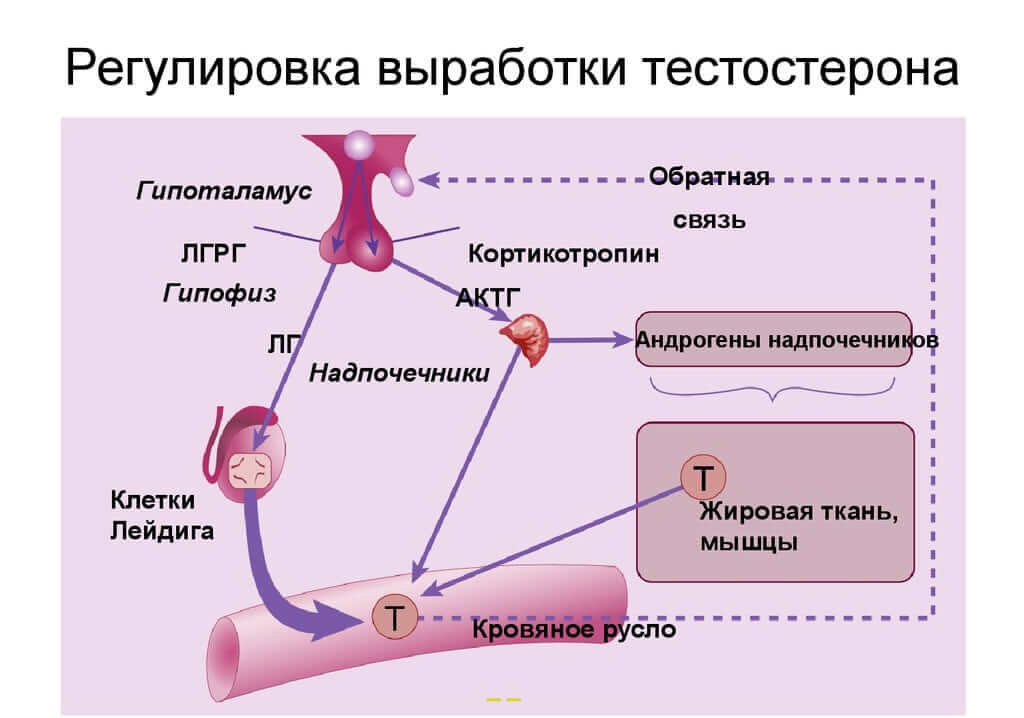 Регулировка выработки тестостерона
Обратная
связь
Гипоталамус
ЛГРГ
Кортикотропин
Гипофиз
АКТГ
ЛГ
Андрогены надпочечников
Надпочечники
Т
Жировая ткань,
мышцы
Клетки
Лейдига
Т
Кровяное русло